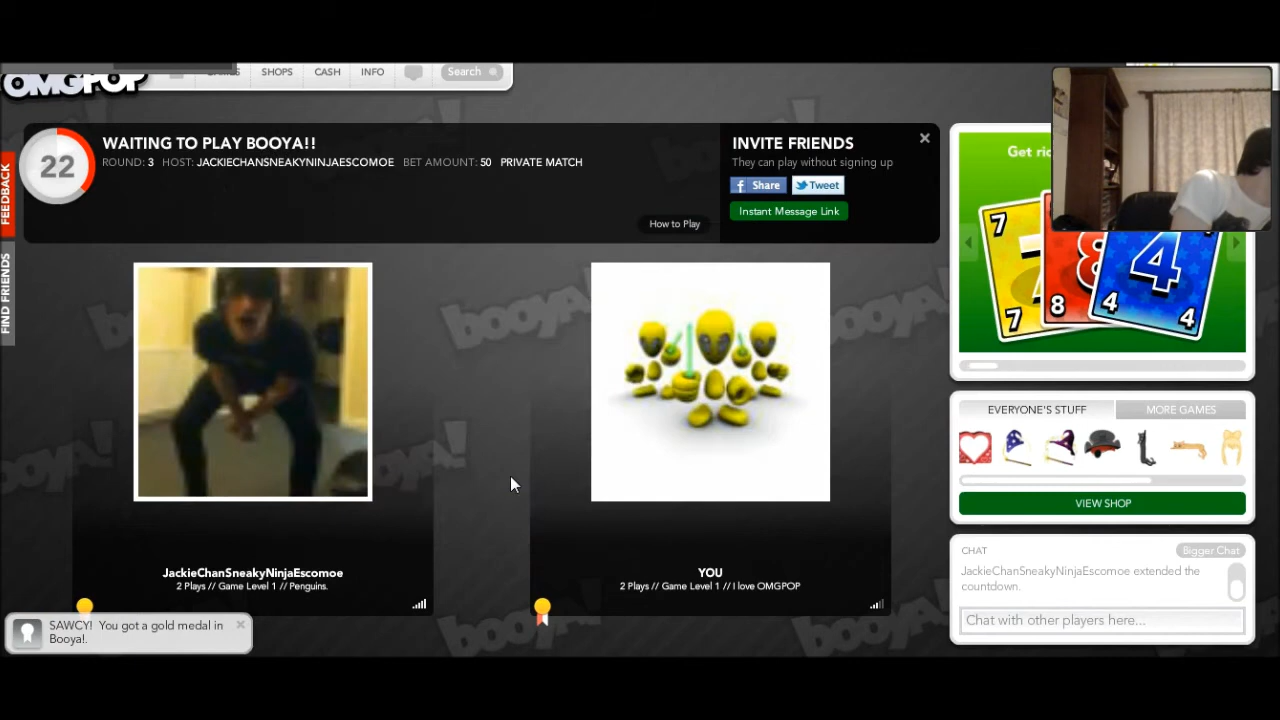 OMGPOP
GAMES SHOPS CASH INFO Search
22
WAITING TO PLAY BOOYA!!
ROUND: 3 HOST: JACKIECHANSNEAKYNINJAESCOMOE BET AMOUNT: 50 PRIVATE MATCH
How to Play
INVITE FRIENDS
They can play without signing up
f Share Tweet
Instant Message Link
FEEDBACK
FIND FRIENDS
Get ric
7 7
8 8
4 4 4
booya!
booya!
booya!
EVERYONE'S STUFF MORE GAMES
VIEW SHOP
JackieChanSneakyNinjaEscomoe
2 Plays // Game Level 1 // Penguins.
YOU
2 Plays // Game Level 1 // I love OMGPOP
SAWCY! You got a gold medal in
Booya!.
CHAT Bigger Chat
JackieChanSneakyNinjaEscomoe extended the
countdown.
Chat with other players here...